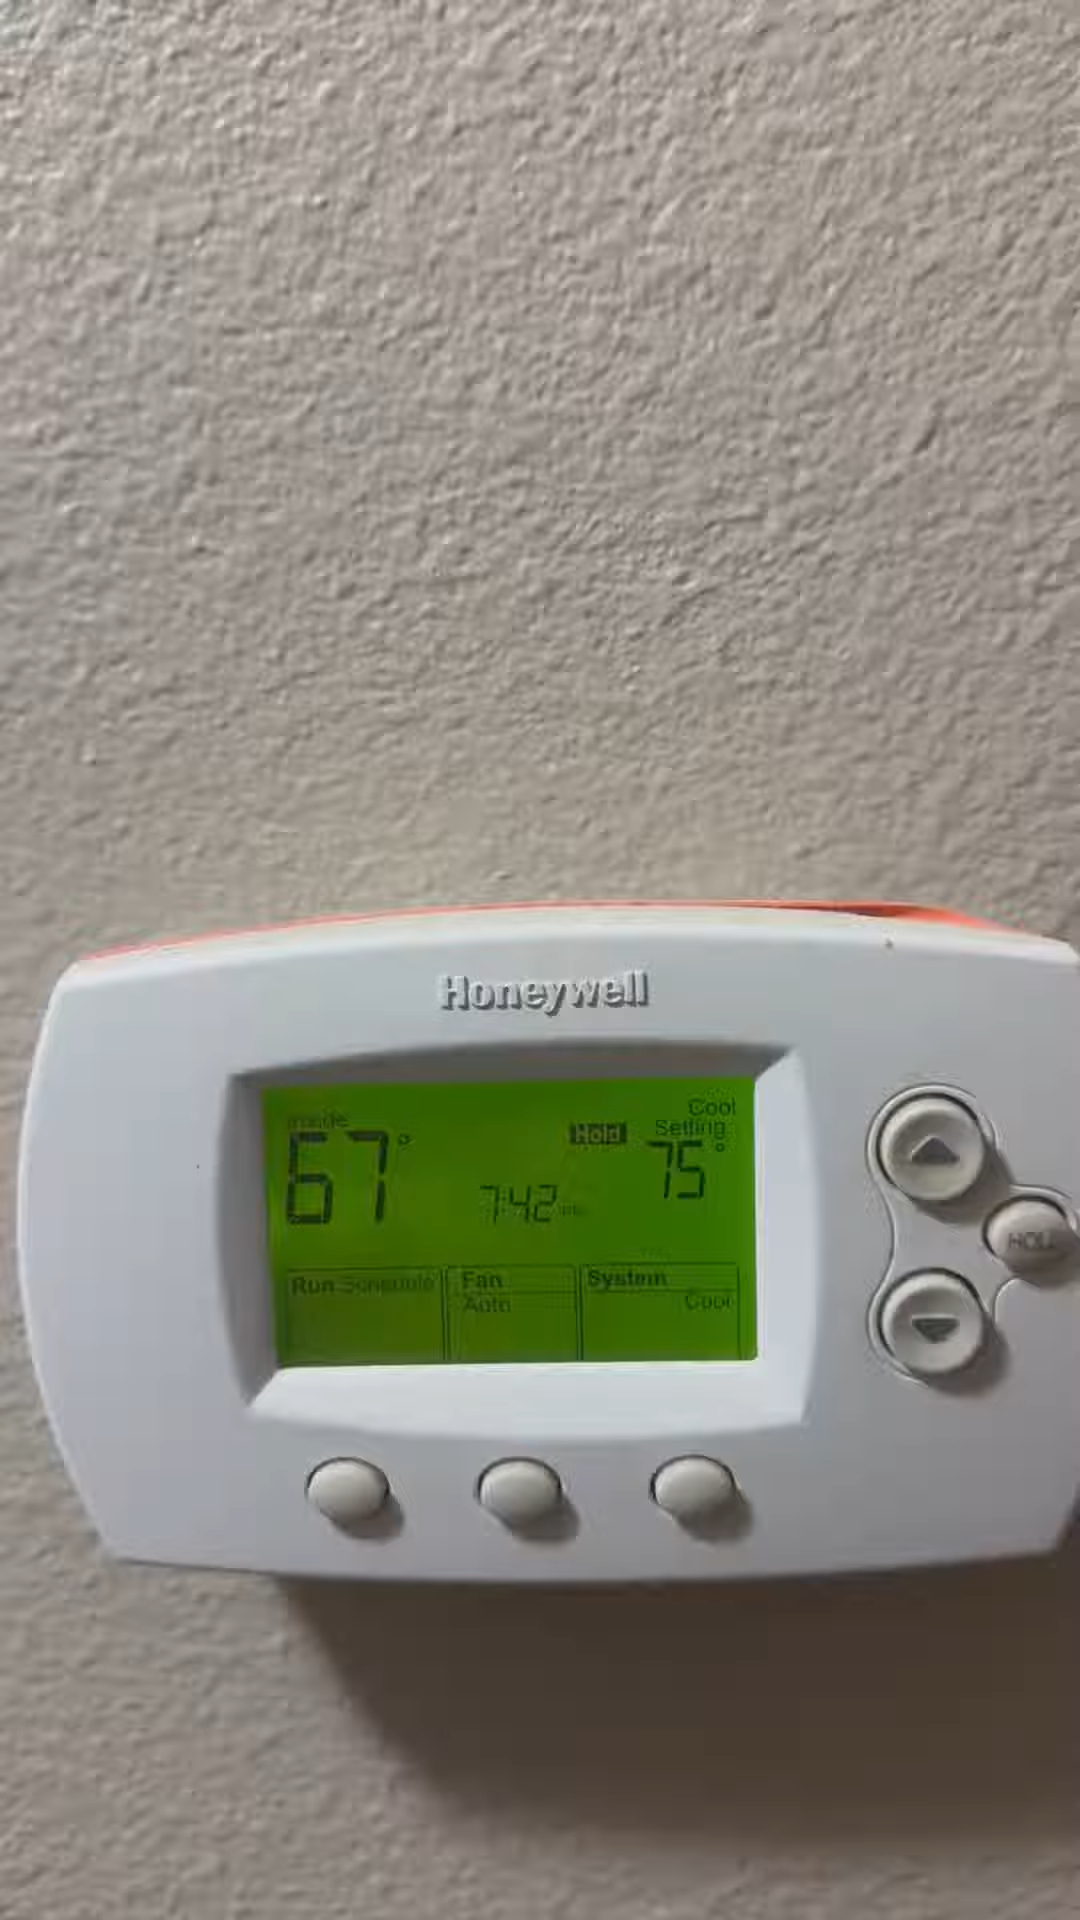 Honeywell
Inside
67°
Hold
Cool
Setting
75°
7:42
Run Schedule
Fan
Auto
System
Cool
HOLD